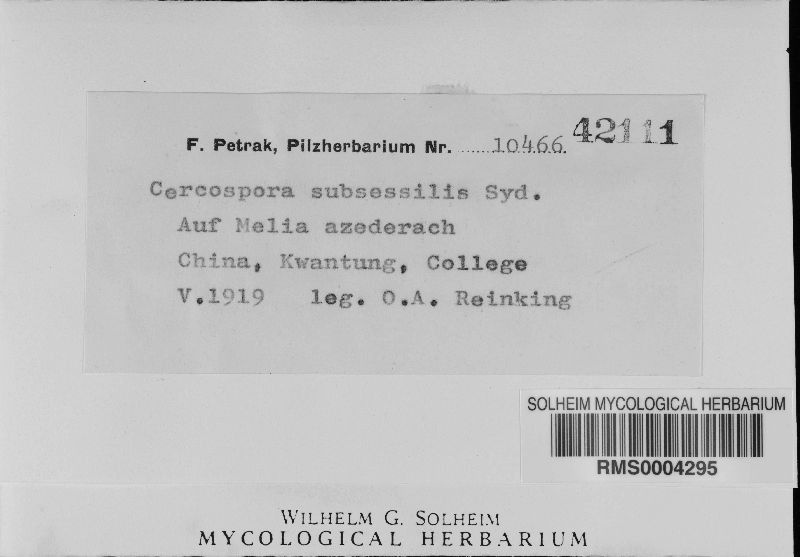 F. Petrak, Pilzherbarium Nr. 10466. 42111
Cercospora subsessilis Syd.
Auf Melia azederach
China, Kwantung, College
V.1919 leg. O.A. Reinking
SOLHEIM MYCOLOGICAL HERBARIUM
RMS0004295
WILHELM G. SOLHEIM
MYCOLOGICAL HERBARIUM